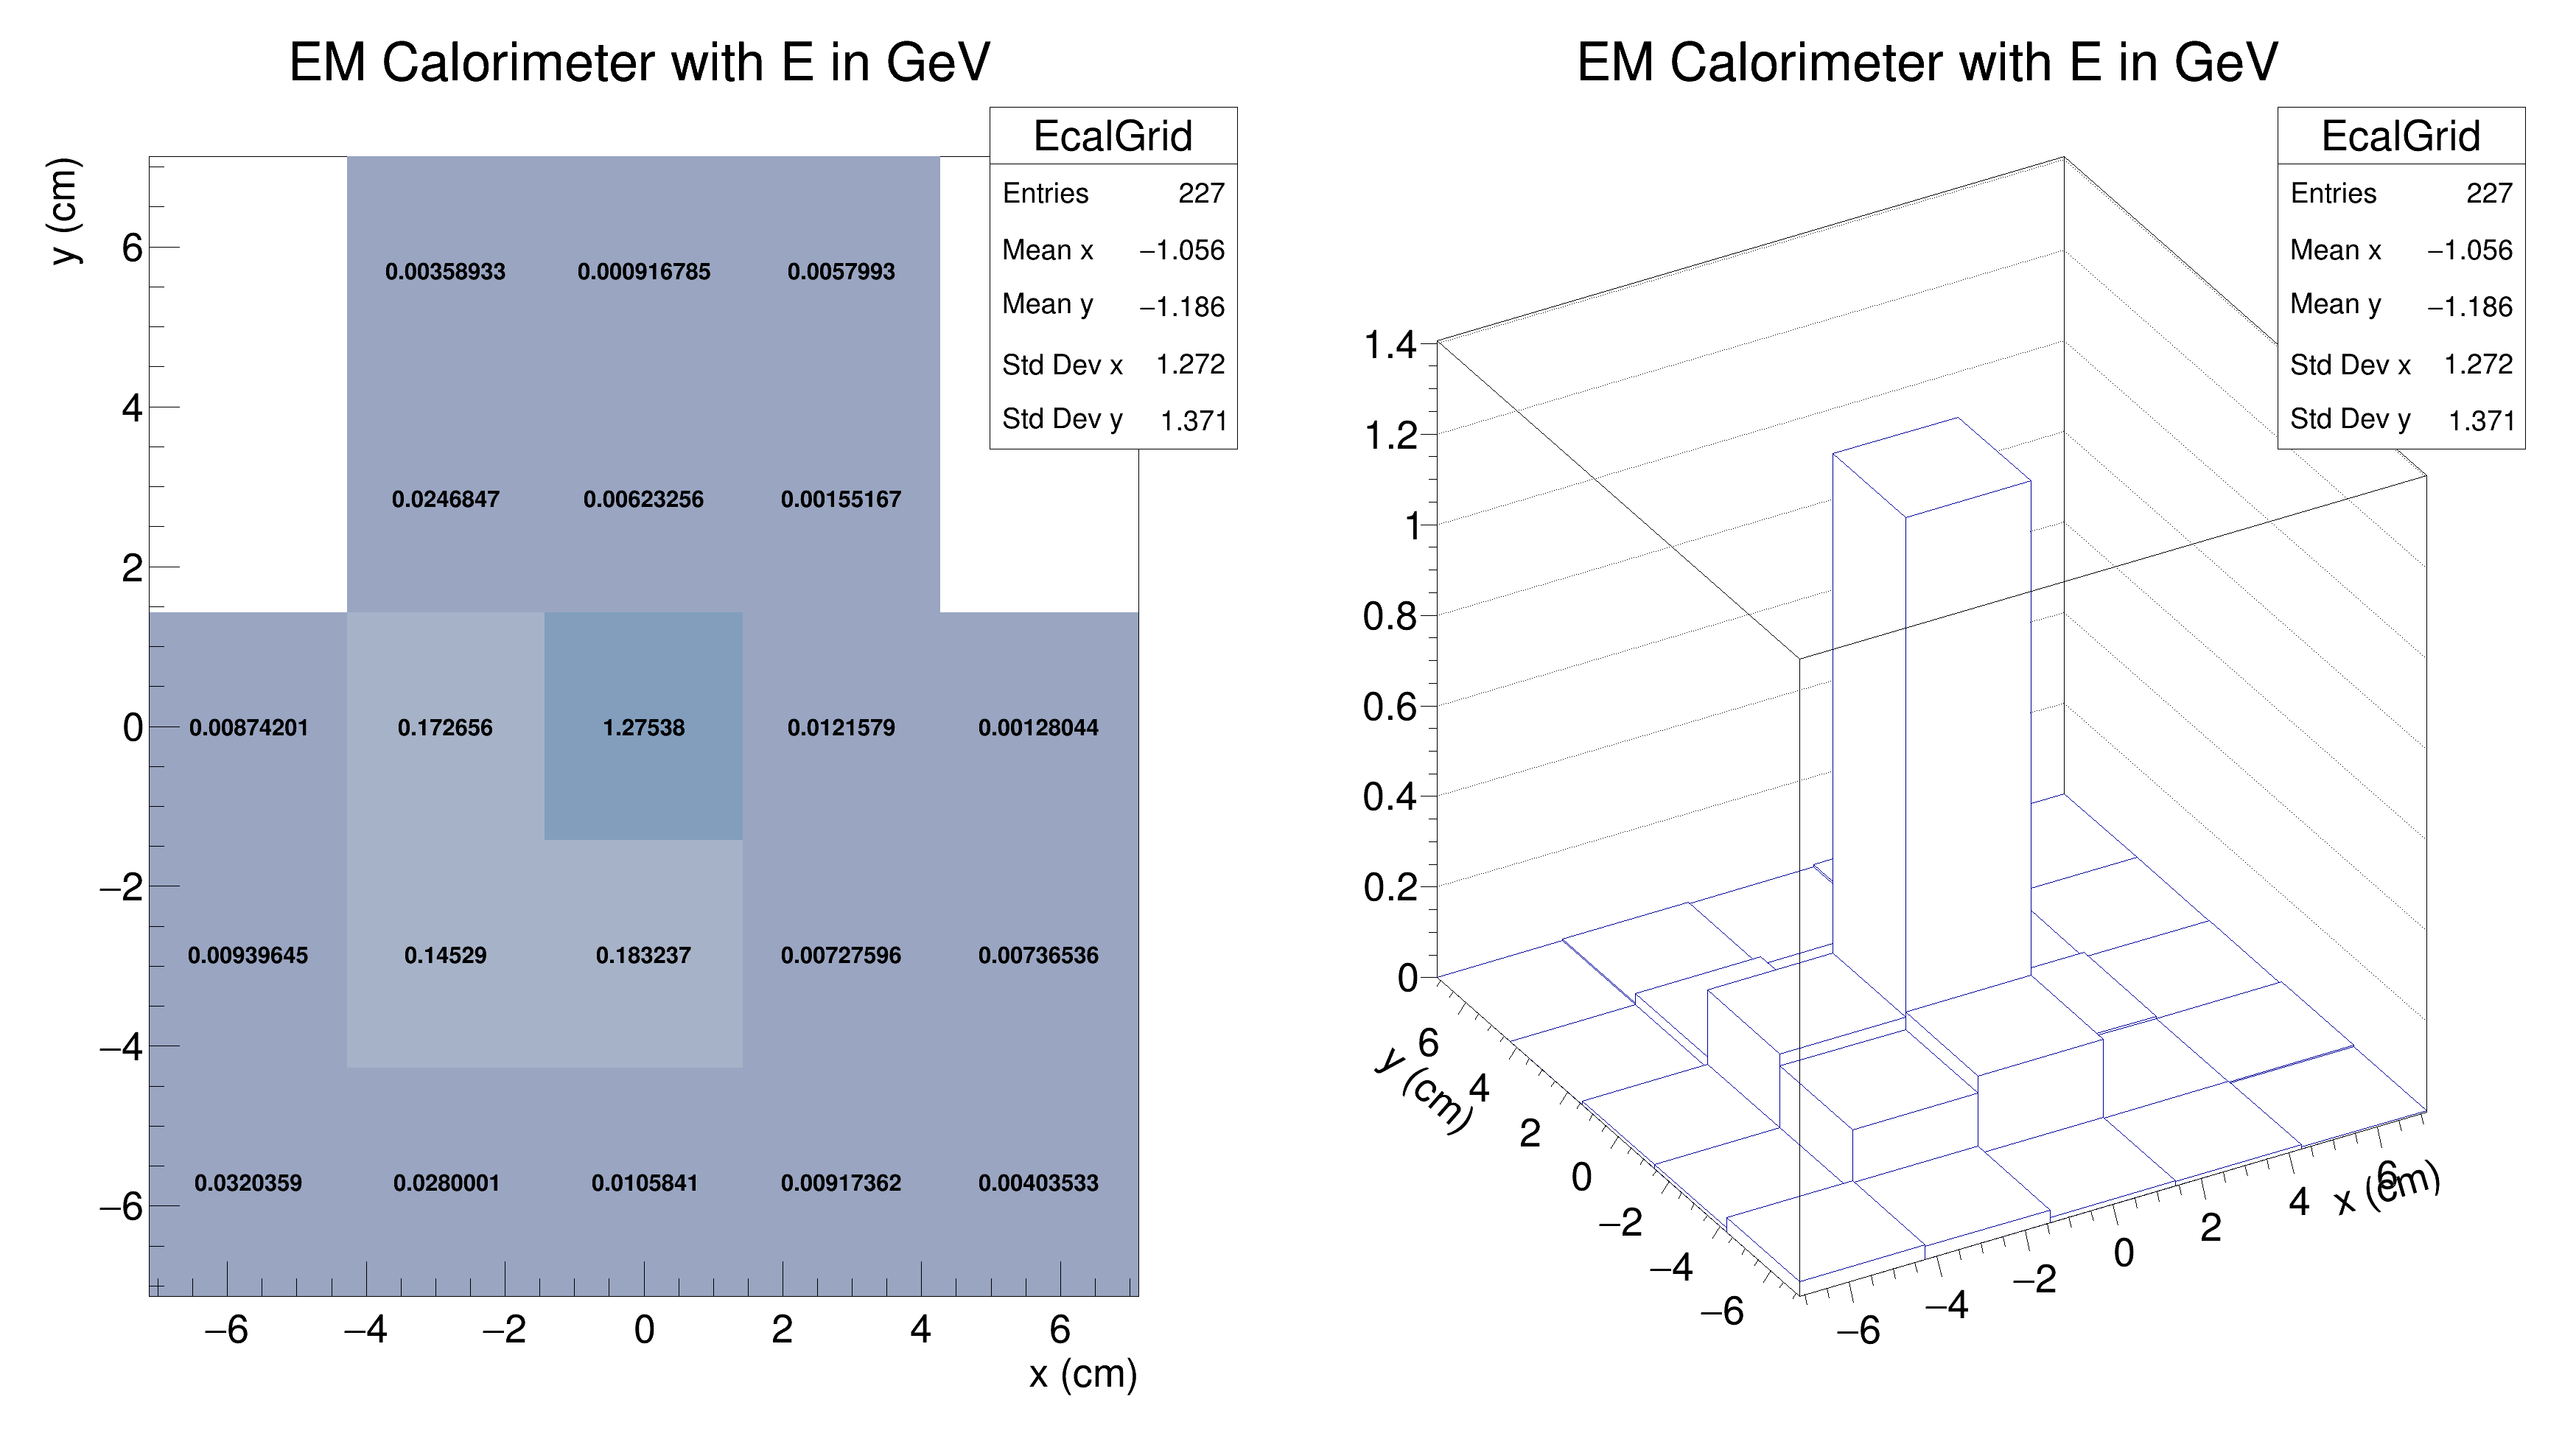 EM Calorimeter with E in GeV
EcalGrid
Entries 227
Mean x −1.056
Mean y −1.186
Std Dev x 1.272
Std Dev y 1.371
y (cm)
6
4
2
0
−2
−4
−6
0.00358933 0.000916785 0.0057993
0.0246847 0.00623256 0.00155167
0.00874201 0.172656 1.27538 0.0121579 0.00128044
0.00939645 0.14529 0.183237 0.00727596 0.00736536
0.0320359 0.0280001 0.0105841 0.00917362 0.00403533
−6 −4 −2 0 2 4 6
x (cm)
EM Calorimeter with E in GeV
EcalGrid
Entries 227
Mean x −1.056
Mean y −1.186
Std Dev x 1.272
Std Dev y 1.371
1.4
1.2
1
0.8
0.6
0.4
0.2
0
y (cm)
6
4
2
0
−2
−4
−6
−6 −4 −2 0 2 4 6
x (cm)